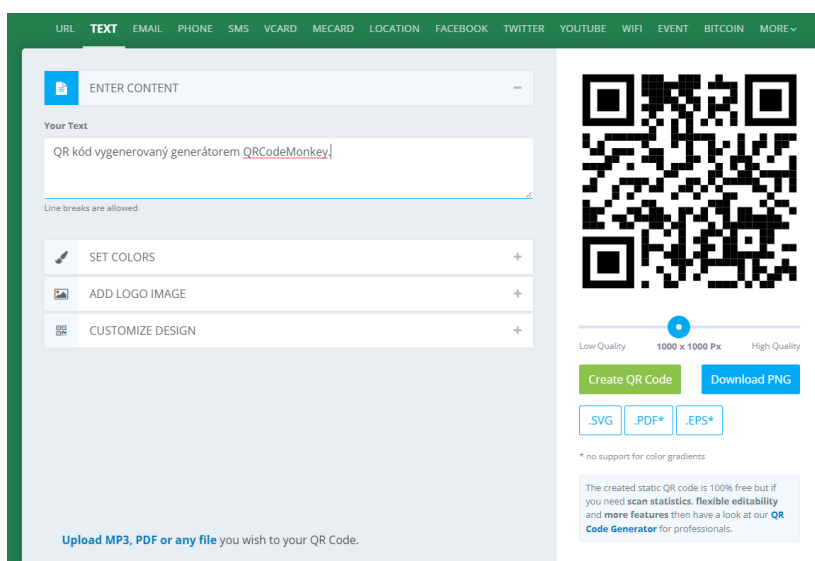 URL TEXT EMAIL PHONE SMS VCARD MECARD LOCATION FACEBOOK TWITTER YOUTUBE WIFI EVENT BITCOIN MORE
ENTER CONTENT
Your Text
QR kód vygenerovaný generátorem QRCodeMonkey.
Line breaks are allowed
SET COLORS
ADD LOGO IMAGE
CUSTOMIZE DESIGN
Upload MP3, PDF or any file you wish to your QR Code.
Low Quality 1000 x 1000 Px High Quality
Create QR Code Download PNG
.SVG .PDF* .EPS*
* no support for color gradients
The created static QR code is 100% free but if
you need scan statistics, flexible editability
and more features then have a look at our QR
Code Generator for professionals.